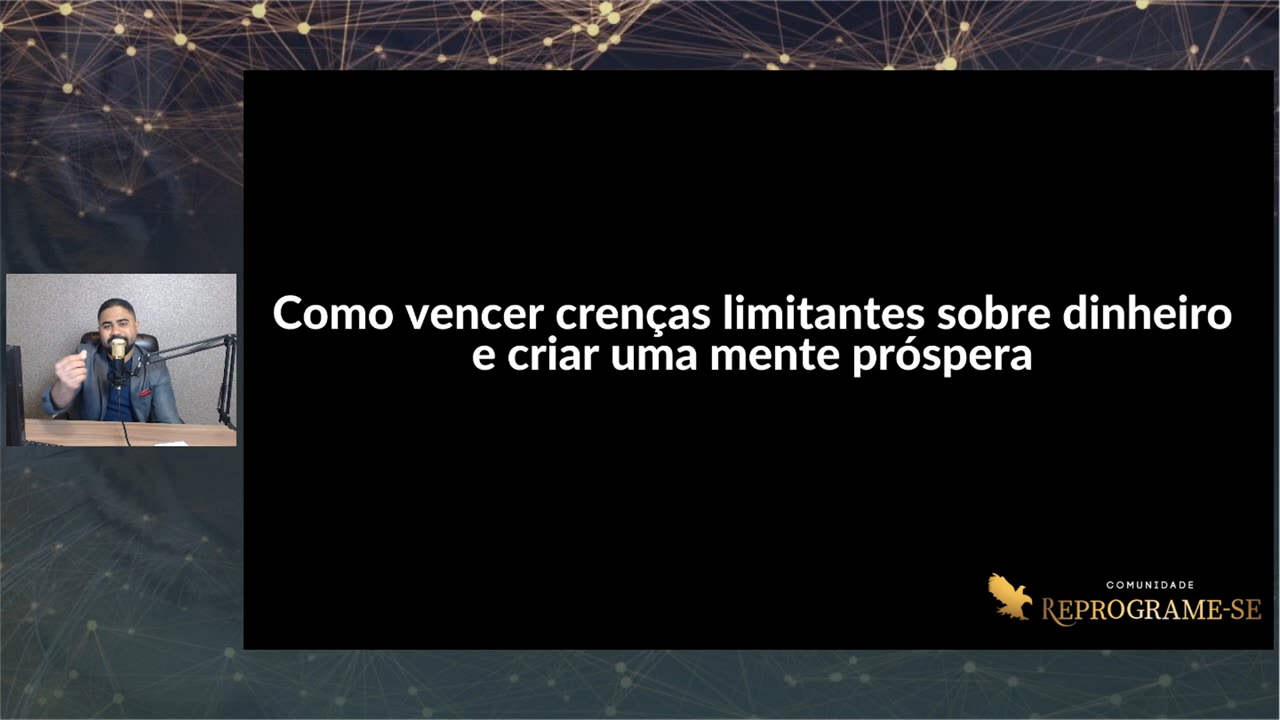 Como vencer crenças limitantes sobre dinheiro
e criar uma mente próspera
COMUNIDADE
REPROGRAME-SE